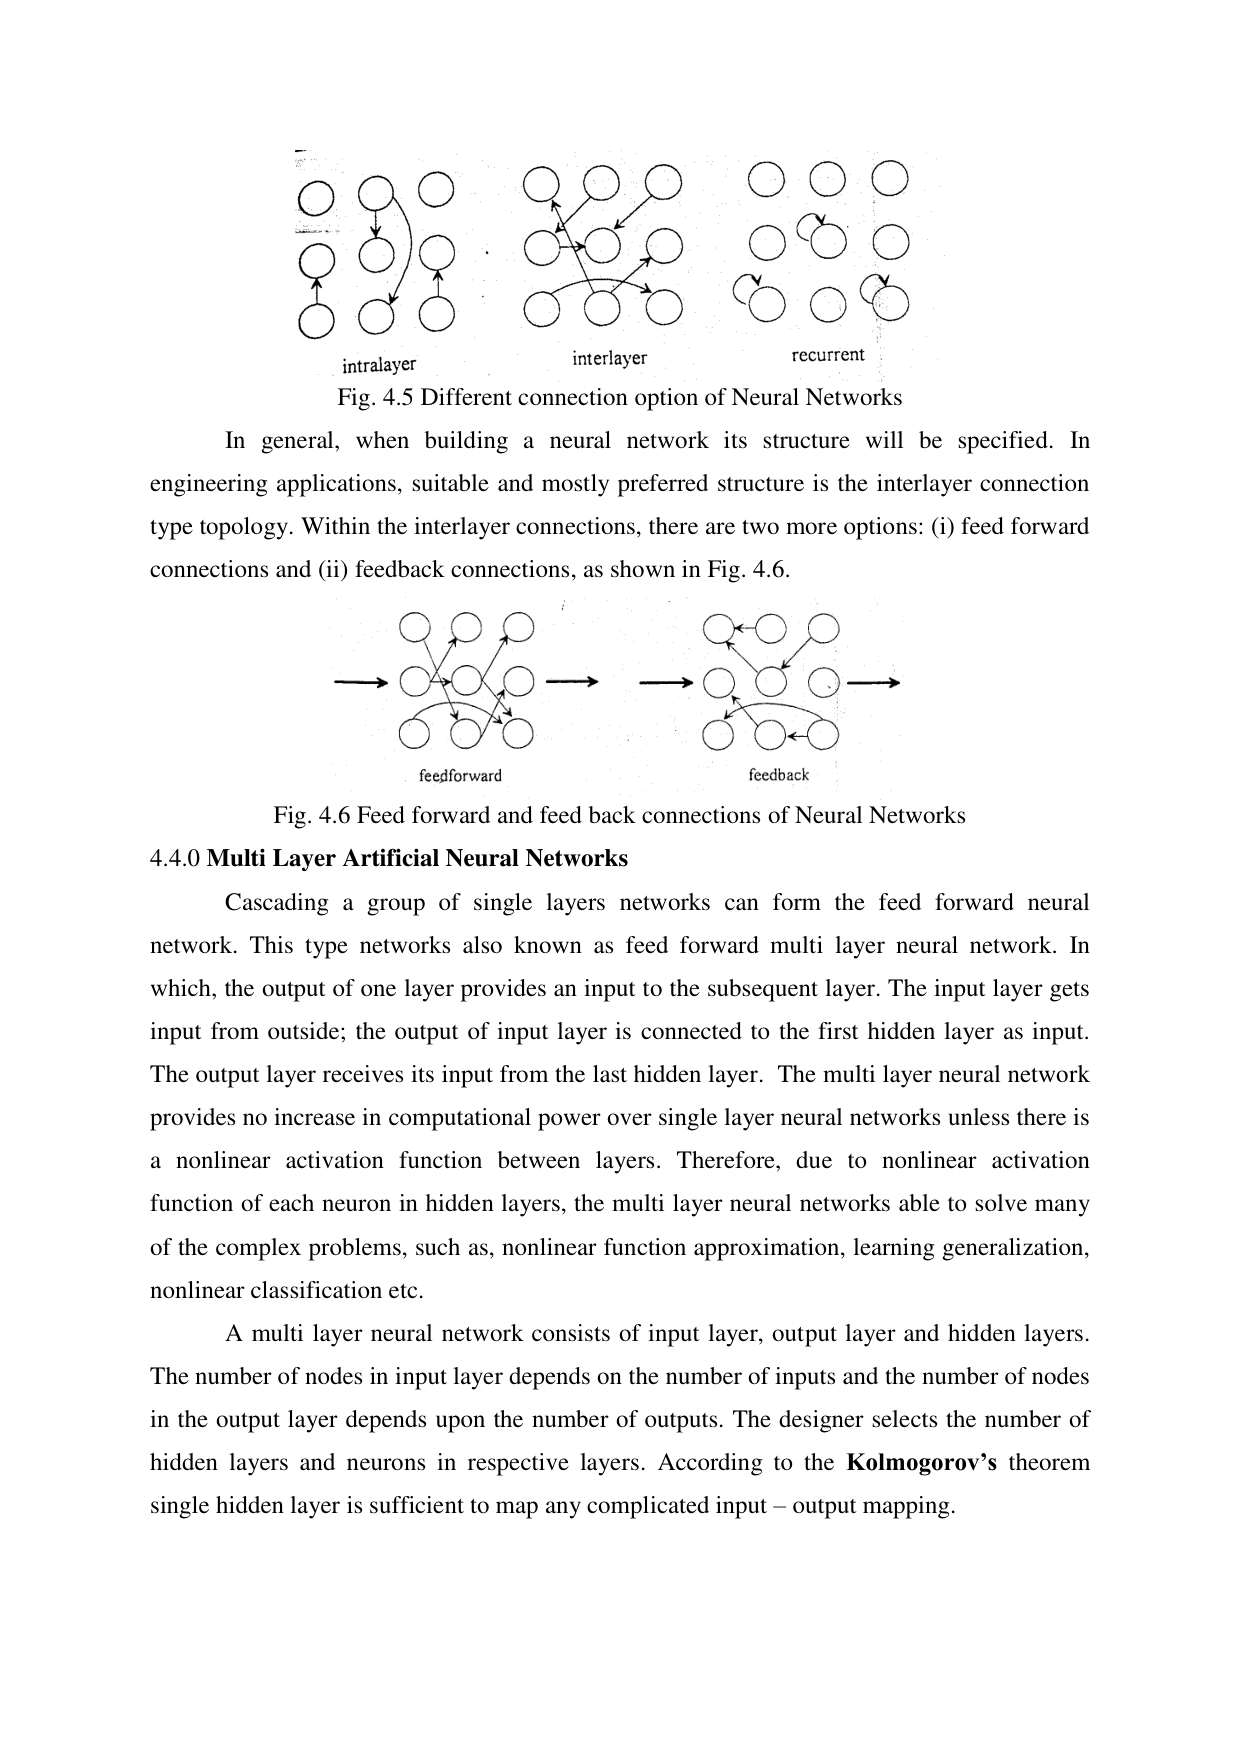 intralayer
interlayer
recurrent
Fig. 4.5 Different connection option of Neural Networks
In general, when building a neural network its structure will be specified. In
engineering applications, suitable and mostly preferred structure is the interlayer connection
type topology. Within the interlayer connections, there are two more options: (i) feed forward
connections and (ii) feedback connections, as shown in Fig. 4.6.
feedforward
feedback
Fig. 4.6 Feed forward and feed back connections of Neural Networks
4.4.0 Multi Layer Artificial Neural Networks
Cascading a group of single layers networks can form the feed forward neural
network. This type networks also known as feed forward multi layer neural network. In
which, the output of one layer provides an input to the subsequent layer. The input layer gets
input from outside; the output of input layer is connected to the first hidden layer as input.
The output layer receives its input from the last hidden layer. The multi layer neural network
provides no increase in computational power over single layer neural networks unless there is
a nonlinear activation function between layers. Therefore, due to nonlinear activation
function of each neuron in hidden layers, the multi layer neural networks able to solve many
of the complex problems, such as, nonlinear function approximation, learning generalization,
nonlinear classification etc.
A multi layer neural network consists of input layer, output layer and hidden layers.
The number of nodes in input layer depends on the number of inputs and the number of nodes
in the output layer depends upon the number of outputs. The designer selects the number of
hidden layers and neurons in respective layers. According to the Kolmogorov’s theorem
single hidden layer is sufficient to map any complicated input – output mapping.